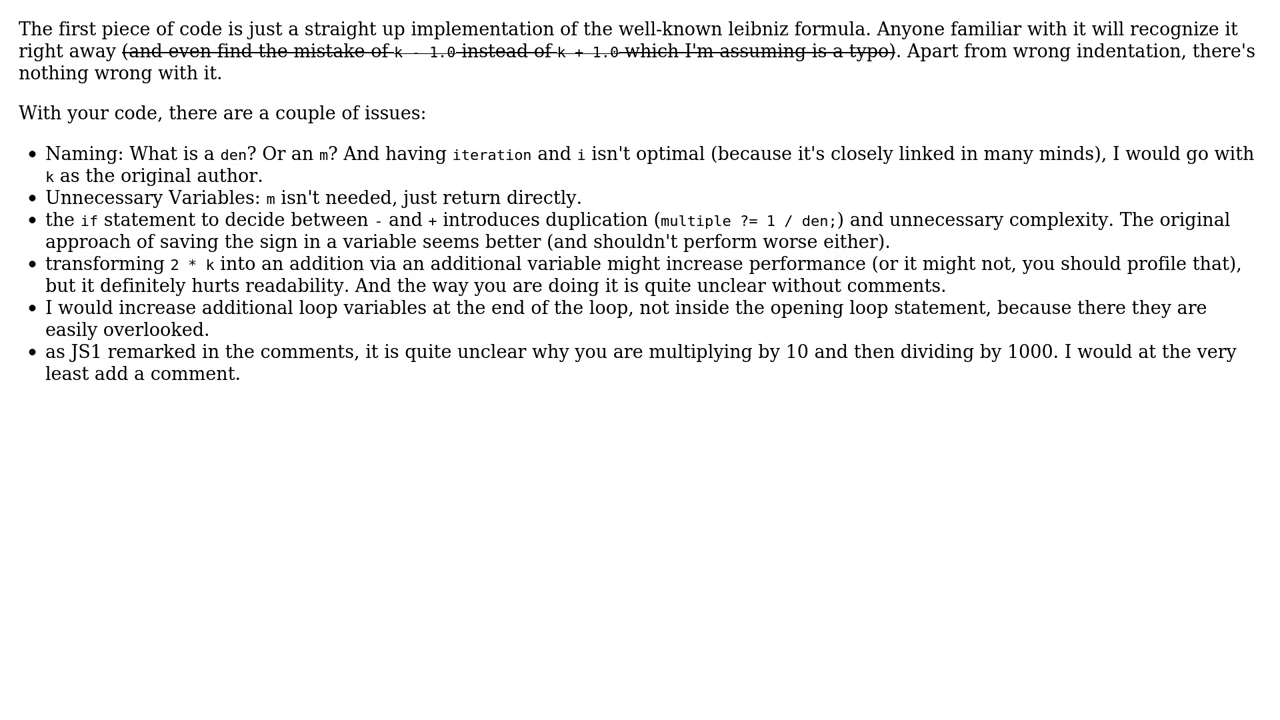 The first piece of code is just a straight up implementation of the well-known leibniz formula. Anyone familiar with it will recognize it
right away (and even find the mistake of k - 1.0 instead of k + 1.0 which I'm assuming is a typo). Apart from wrong indentation, there's
nothing wrong with it.
With your code, there are a couple of issues:
• Naming: What is a den? Or an m? And having iteration and i isn't optimal (because it's closely linked in many minds), I would go with
k as the original author.
• Unnecessary Variables: m isn't needed, just return directly.
• the if statement to decide between - and + introduces duplication (multiple ?= 1 / den;) and unnecessary complexity. The original
approach of saving the sign in a variable seems better (and shouldn't perform worse either).
• transforming 2 * k into an addition via an additional variable might increase performance (or it might not, you should profile that),
but it definitely hurts readability. And the way you are doing it is quite unclear without comments.
• I would increase additional loop variables at the end of the loop, not inside the opening loop statement, because there they are
easily overlooked.
• as JS1 remarked in the comments, it is quite unclear why you are multiplying by 10 and then dividing by 1000. I would at the very
least add a comment.